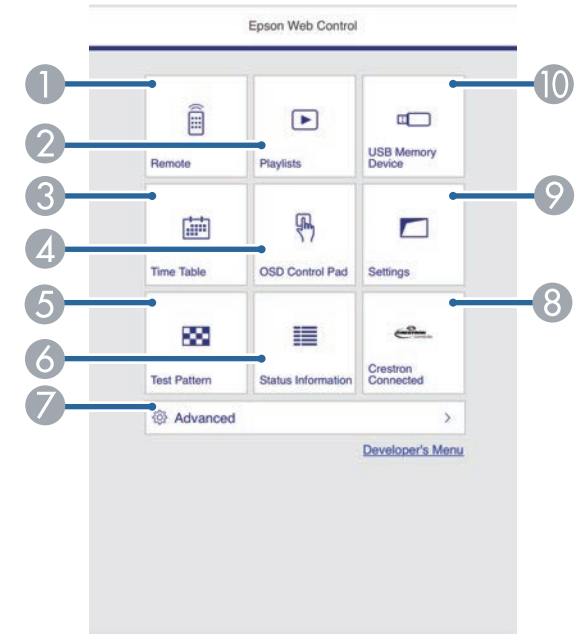 Epson Web Control
1
10
2
Remote
Playlists
USB Memory
Device
3
9
4
Time Table
OSD Control Pad
Settings
5
8
CRESTRON
6
Test Pattern
Status Information
Crestron
Connected
7
Advanced
>
Developer's Menu